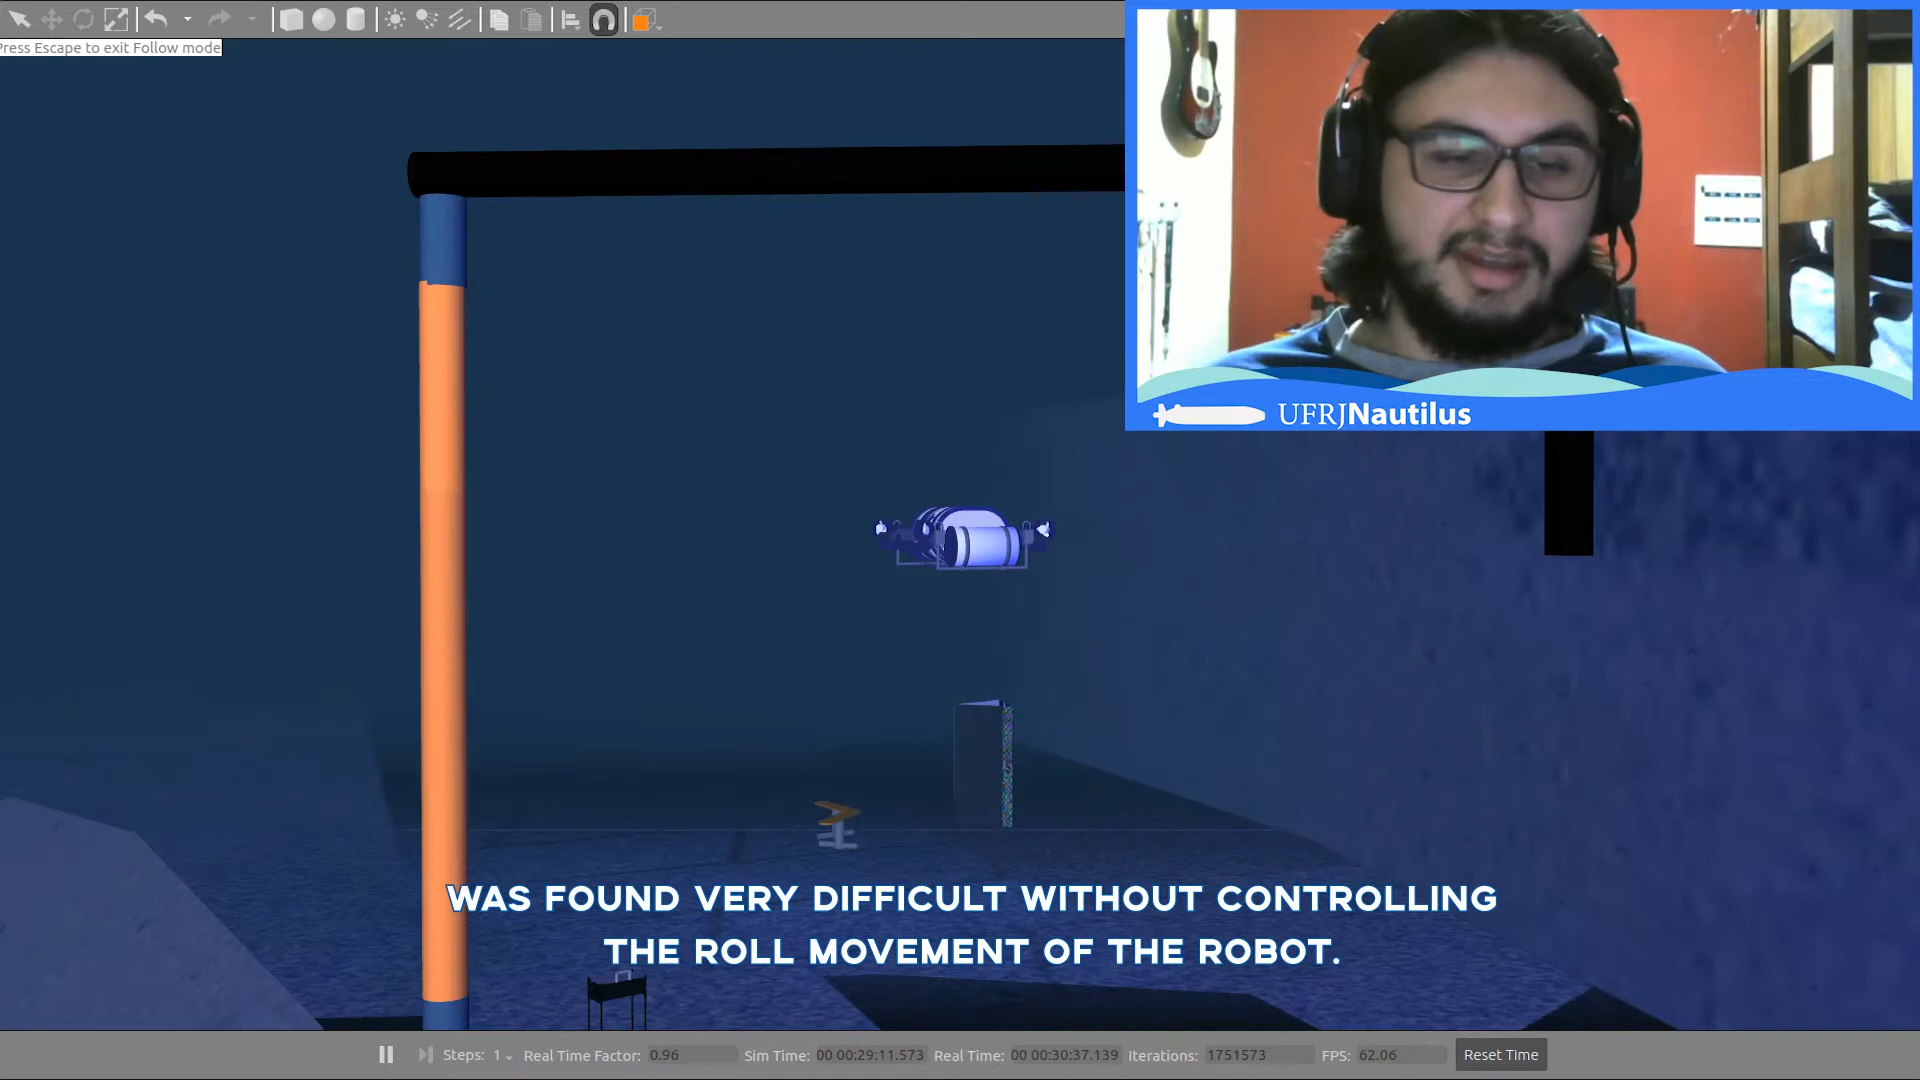 Press Escape to exit Follow mode
UFRJNautilus
WAS FOUND VERY DIFFICULT WITHOUT CONTROLLING
THE ROLL MOVEMENT OF THE ROBOT.
Steps: 1 Real Time Factor: 0.96 Sim Time: 00 00:29:11.573 Real Time: 00 00:30:37.139 Iterations: 1751573 FPS: 62.06 Reset Time